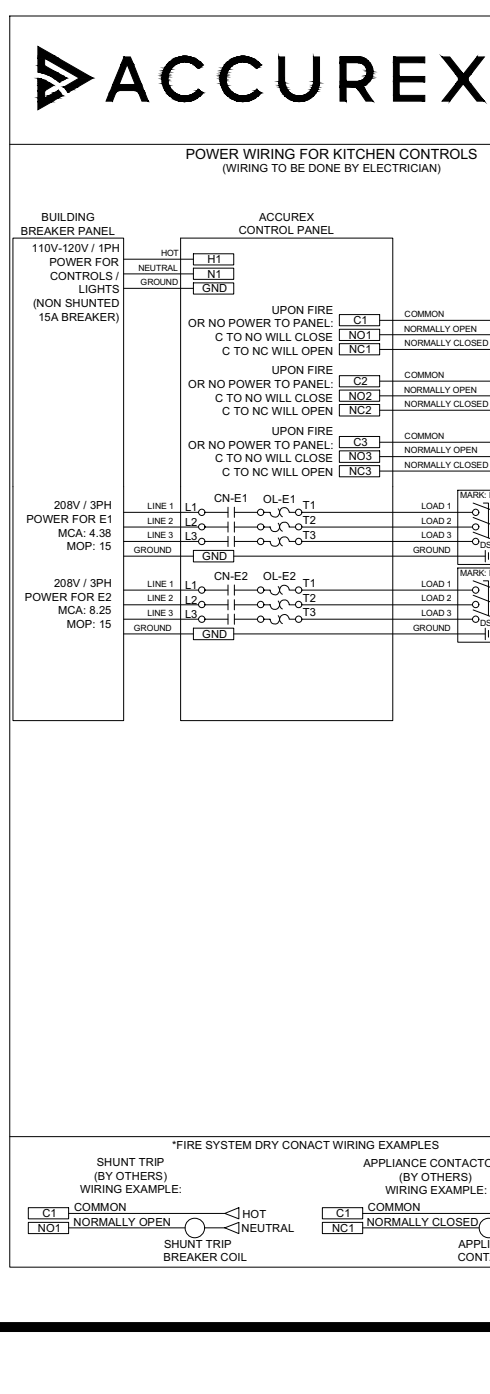 ACCUREX
POWER WIRING FOR KITCHEN CONTROLS
(WIRING TO BE DONE BY ELECTRICIAN)
BUILDING
BREAKER PANEL
ACCUREX
CONTROL PANEL
110V-120V / 1PH
POWER FOR
CONTROLS /
LIGHTS
(NON SHUNTED
15A BREAKER)
HOT
NEUTRAL
GROUND
H1
N1
GND
UPON FIRE
OR NO POWER TO PANEL:
C TO NO WILL CLOSE
C TO NC WILL OPEN
C1
NO1
NC1
COMMON
NORMALLY OPEN
NORMALLY CLOSED
UPON FIRE
OR NO POWER TO PANEL:
C TO NO WILL CLOSE
C TO NC WILL OPEN
C2
NO2
NC2
COMMON
NORMALLY OPEN
NORMALLY CLOSED
UPON FIRE
OR NO POWER TO PANEL:
C TO NO WILL CLOSE
C TO NC WILL OPEN
C3
NO3
NC3
COMMON
NORMALLY OPEN
NORMALLY CLOSED
208V / 3PH
POWER FOR E1
MCA: 4.38
MOP: 15
LINE 1
LINE 2
LINE 3
GROUND
L1
L2
L3
GND
CN-E1
OL-E1
T1
T2
T3
LOAD 1
LOAD 2
LOAD 3
GROUND
MARK:
DS
208V / 3PH
POWER FOR E2
MCA: 8.25
MOP: 15
LINE 1
LINE 2
LINE 3
GROUND
L1
L2
L3
GND
CN-E2
OL-E2
T1
T2
T3
LOAD 1
LOAD 2
LOAD 3
GROUND
MARK:
DS
*FIRE SYSTEM DRY CONACT WIRING EXAMPLES
SHUNT TRIP
(BY OTHERS)
WIRING EXAMPLE:
C1
NO1
COMMON
NORMALLY OPEN
HOT
NEUTRAL
SHUNT TRIP
BREAKER COIL
APPLIANCE CONTACTO
(BY OTHERS)
WIRING EXAMPLE:
C1
NC1
COMMON
NORMALLY CLOSED
APPLI
CONT